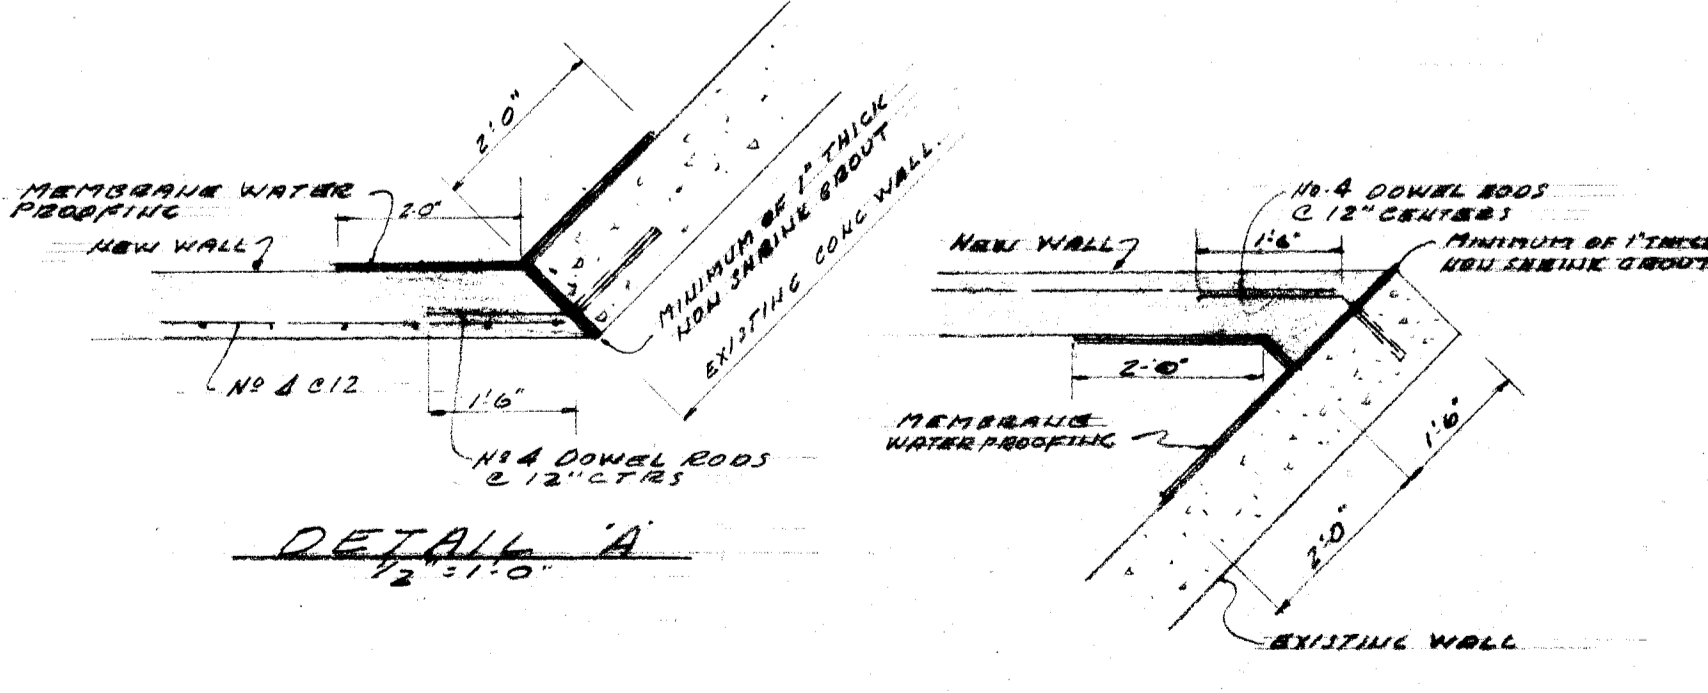 2'-0"
MEMBRANE WATER
PROOFING
2'-0"
NEW WALL
MINIMUM OF 1" THICK
NON SHRINK GROUT
EXISTING CONC WALL.
Nº 4 @ 12
1'-6"
Nº 4 DOWEL RODS
@ 12" CTRS
DETAIL 'A'
1/2" = 1'-0"
No. 4 DOWEL RODS
@ 12" CENTERS
NEW WALL
1'-6"
MINIMUM OF 1" THICK
NON SHRINK GROUT
2'-0"
MEMBRANE
WATERPROOFING
1'-6"
2'-0"
EXISTING WALL